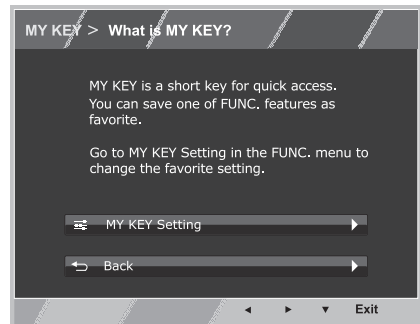 MY KEY > What is MY KEY?
MY KEY is a short key for quick access.
You can save one of FUNC. features as
favorite.
Go to MY KEY Setting in the FUNC. menu to
change the favorite setting.
MY KEY Setting
Back
Exit